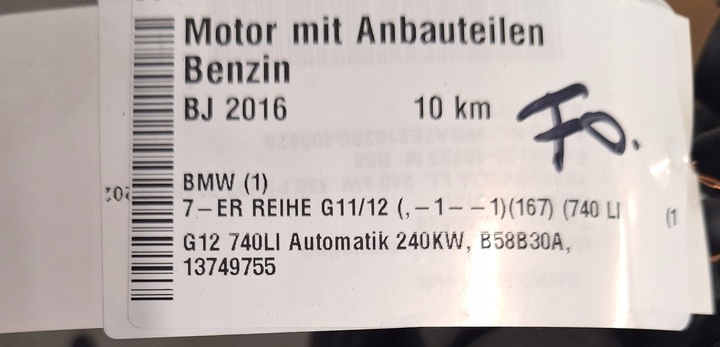 Motor mit Anbauteilen
Benzin
BJ 2016 10 km
Fo.
BMW (1)
7-ER REIHE G11/12 (,-1--1)(167) (740 LI (1
G12 740LI Automatik 240KW, B58B30A,
13749755